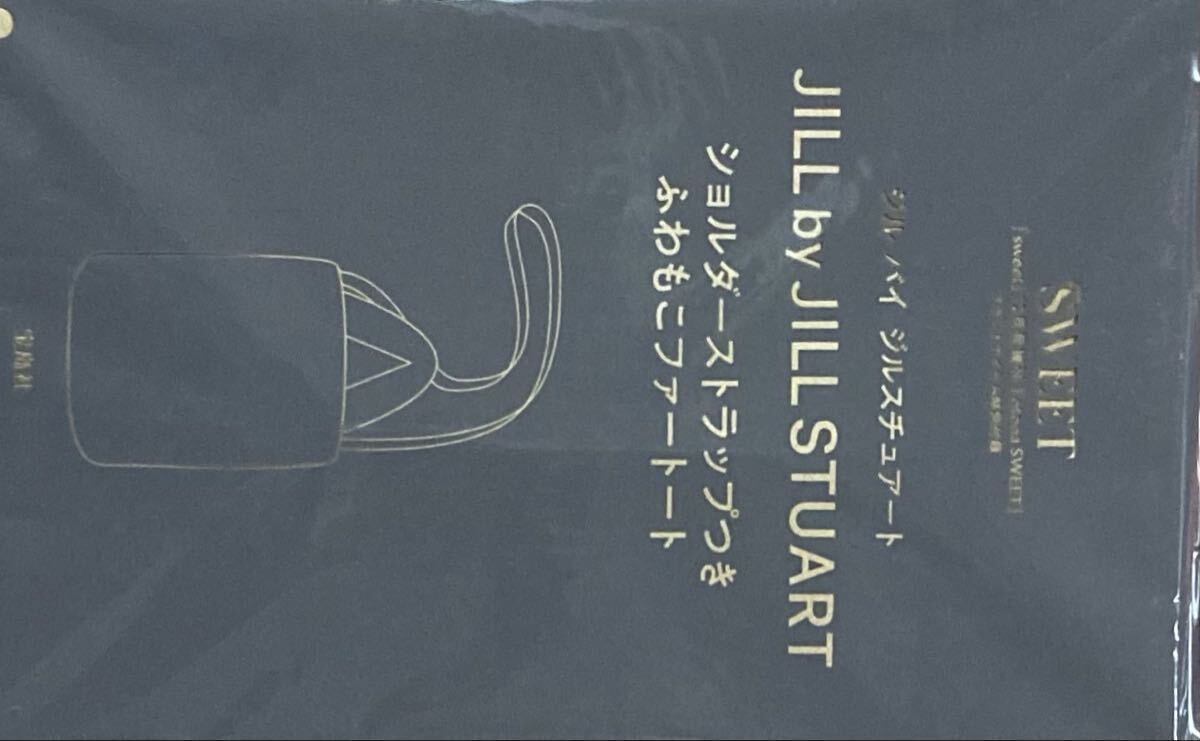 SWEET
ジル バイ ジルスチュアート
JILL by JILL STUART
ショルダーストラップつき
ふわもこファートート
宝島社